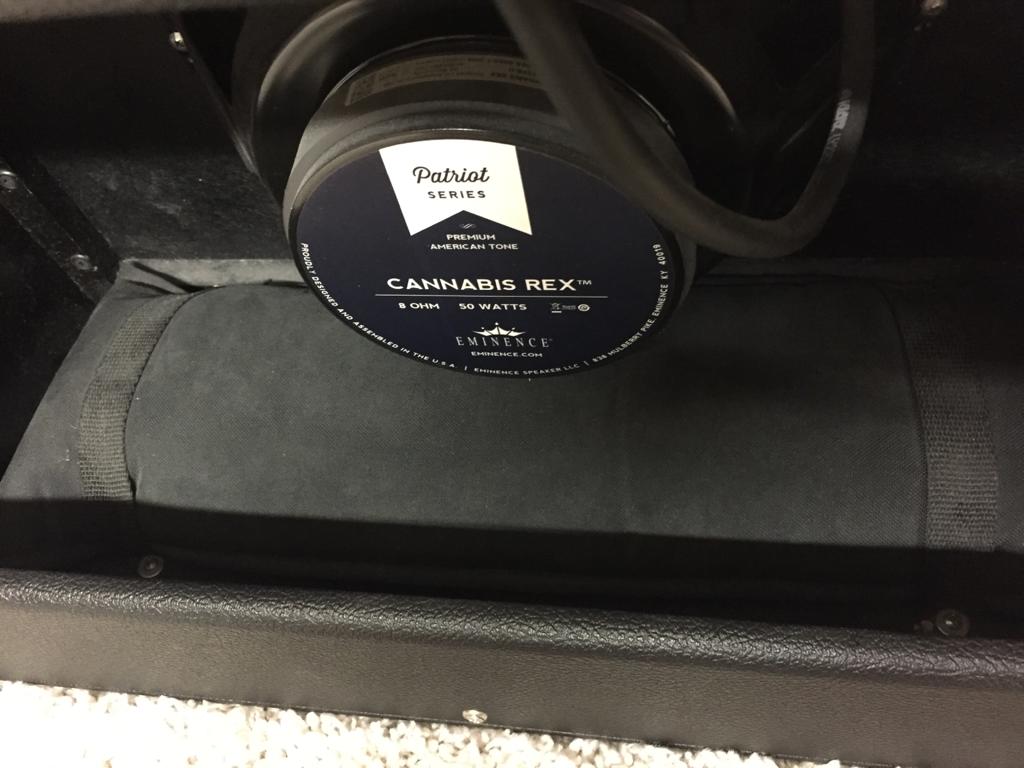 Patriot
SERIES
PREMIUM
AMERICAN TONE
CANNABIS REX™
8 OHM 50 WATTS
EMINENCE®
EMINENCE.COM
PROUDLY DESIGNED AND ASSEMBLED IN THE U.S.A. | EMINENCE SPEAKER LLC | 838 MULBERRY PIKE, EMINENCE KY 40019